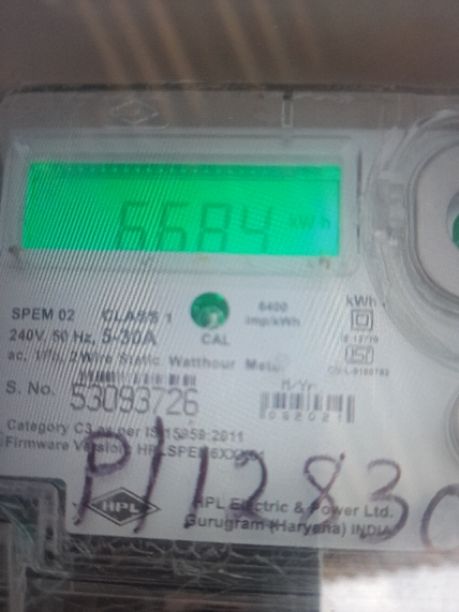 6684 kWh
SPEM 02 CLASS 1
240V, 50 Hz, 5-30A
CAL
6400
imp/kWh
kWh
ac, 1Ph, 2 Wire Static Watthour Meter
S. No. 53093726
M/Yr
052021
Category C3 as per IS 15959:2011
Firmware Version: HPLSPEM6XXX01
P/12830
HPL
HPL Electric & Power Ltd.
Gurugram (Haryana) INDIA